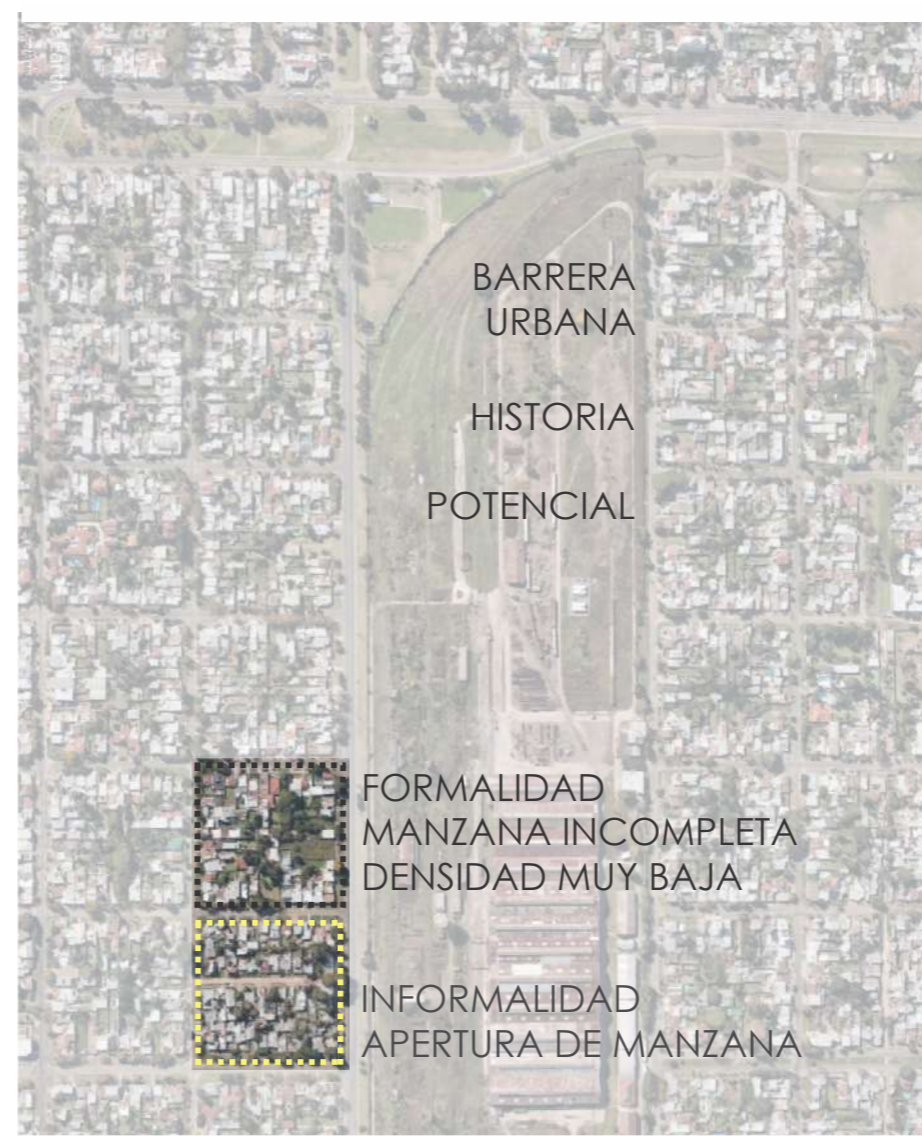 BARRERA
URBANA
HISTORIA
POTENCIAL
FORMALIDAD
MANZANA INCOMPLETA
DENSIDAD MUY BAJA
INFORMALIDAD
APERTURA DE MANZANA